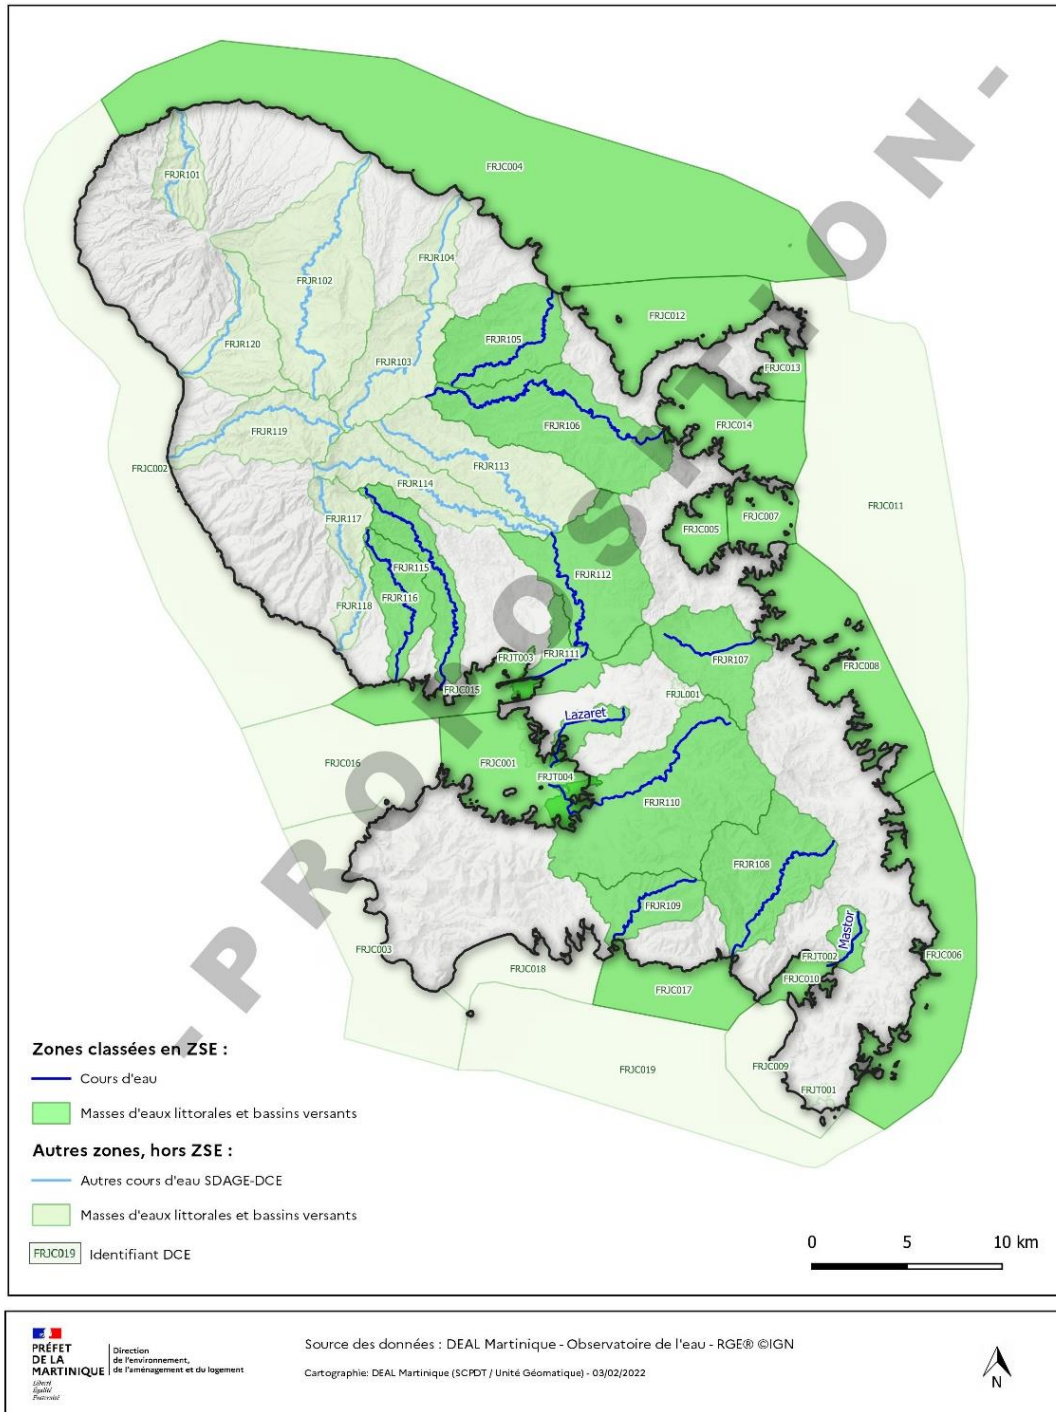 - PROPOSITION -
FRJC004
FRJR101
FRJR104
FRJR102
FRJC012
FRJR105
FRJR120
FRJR103
FRJC013
FRJR106
FRJC014
FRJR119
FRJC002
FRJR113
FRJR114
FRJC011
FRJR117
FRJC005
FRJC007
FRJR115
FRJR112
FRJR116
FRJR118
FRJT003
FRJR111
FRJR107
FRJC008
FRJC015
FRJL001
Lazaret
FRJC016
FRJC001
FRJT004
FRJR110
FRJR108
FRJR109
Mastor
FRJC003
FRJC018
FRJT002
FRJC006
FRJC010
FRJC017
FRJC019
FRJC009
FRJT001
Zones classées en ZSE :
Cours d'eau
Masses d'eaux littorales et bassins versants
Autres zones, hors ZSE :
Autres cours d'eau SDAGE-DCE
Masses d'eaux littorales et bassins versants
FRJC019 Identifiant DCE
0 5 10 km
PRÉFET
DE LA
MARTINIQUE
Liberté
Égalité
Fraternité
Direction
de l'environnement,
de l'aménagement et du logement
Source des données : DEAL Martinique - Observatoire de l'eau - RGE® ©IGN
Cartographie: DEAL Martinique (SCPDT / Unité Géomatique) - 03/02/2022
N